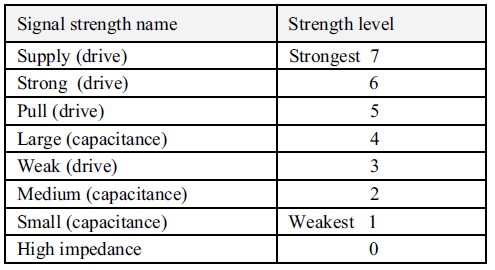 Signal strength name Strength level
Supply (drive) Strongest 7
Strong (drive) 6
Pull (drive) 5
Large (capacitance) 4
Weak (drive) 3
Medium (capacitance) 2
Small (capacitance) Weakest 1
High impedance 0